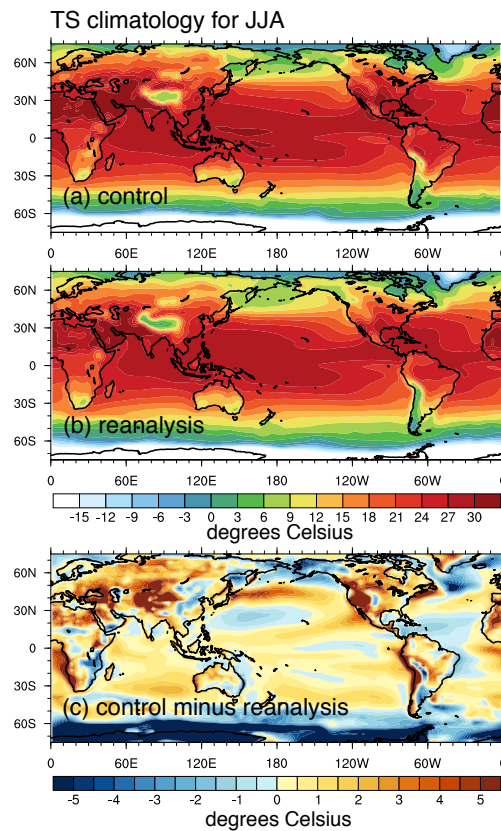 TS climatology for JJA
60N
30N
0
30S
60S
(a) control
0 60E 120E 180 120W 60W 0
60N
30N
0
30S
60S
(b) reanalysis
0 60E 120E 180 120W 60W 0
-15 -12 -9 -6 -3 0 3 6 9 12 15 18 21 24 27 30
degrees Celsius
60N
30N
0
30S
60S
(c) control minus reanalysis
0 60E 120E 180 120W 60W 0
-5 -4 -3 -2 -1 0 1 2 3 4 5
degrees Celsius